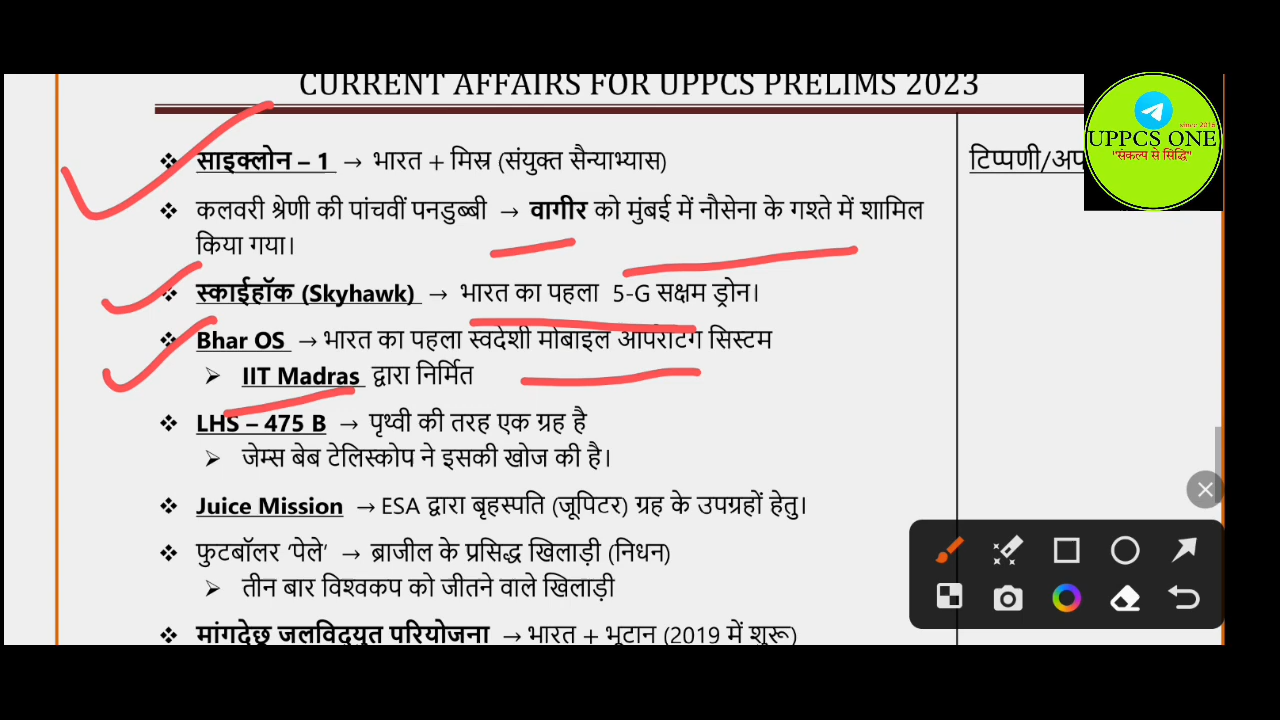 CURRENT AFFAIRS FOR UPPCS PRELIMS 2023
since 2016
UPPCS ONE
"संकल्प से सिद्धि"
❖ साइक्लोन – 1 → भारत + मिस्र (संयुक्त सैन्याभ्यास)
टिप्पणी/अप
❖ कलवरी श्रेणी की पांचवीं पनडुब्बी → वागीर को मुंबई में नौसेना के गश्ते में शामिल
किया गया।
❖ स्काईहॉक (Skyhawk) → भारत का पहला 5-G सक्षम ड्रोन।
❖ Bhar OS → भारत का पहला स्वदेशी मोबाइल ऑपरेटिंग सिस्टम
➢ IIT Madras द्वारा निर्मित
❖ LHS – 475 B → पृथ्वी की तरह एक ग्रह है
➢ जेम्स बेब टेलिस्कोप ने इसकी खोज की है।
❖ Juice Mission → ESA द्वारा बृहस्पति (जूपिटर) ग्रह के उपग्रहों हेतु।
❖ फुटबॉलर ‘पेले’ → ब्राजील के प्रसिद्ध खिलाड़ी (निधन)
➢ तीन बार विश्वकप को जीतने वाले खिलाड़ी
❖ मांगदेछू जलविद्युत परियोजना → भारत + भूटान (2019 में शुरू)